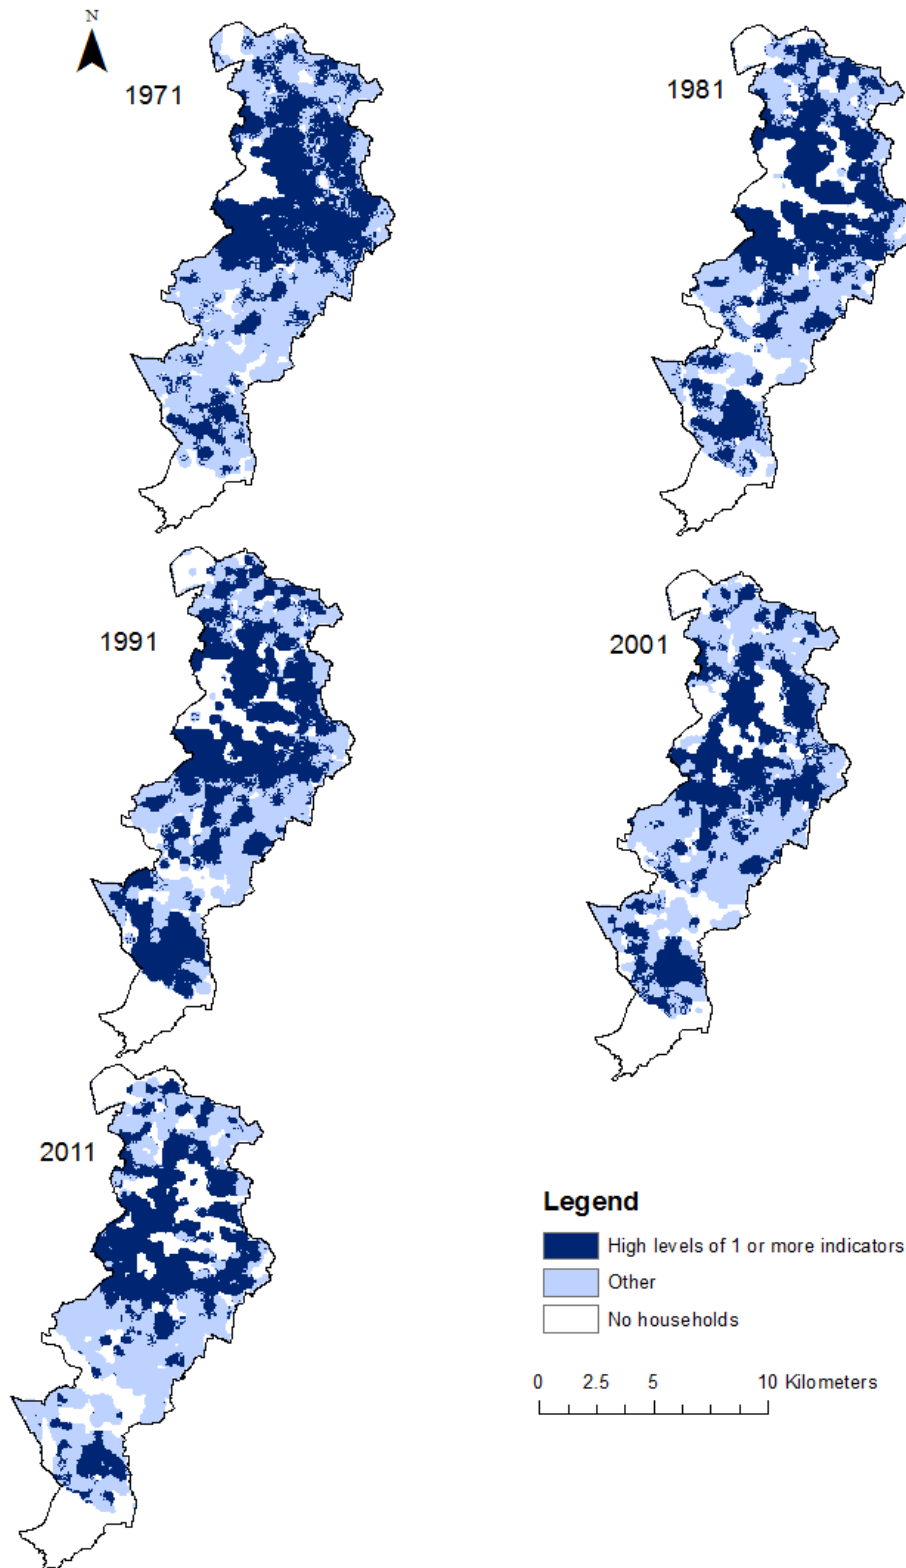 N
1971
1981
1991
2001
2011
Legend
High levels of 1 or more indicators
Other
No households
0 2.5 5 10 Kilometers